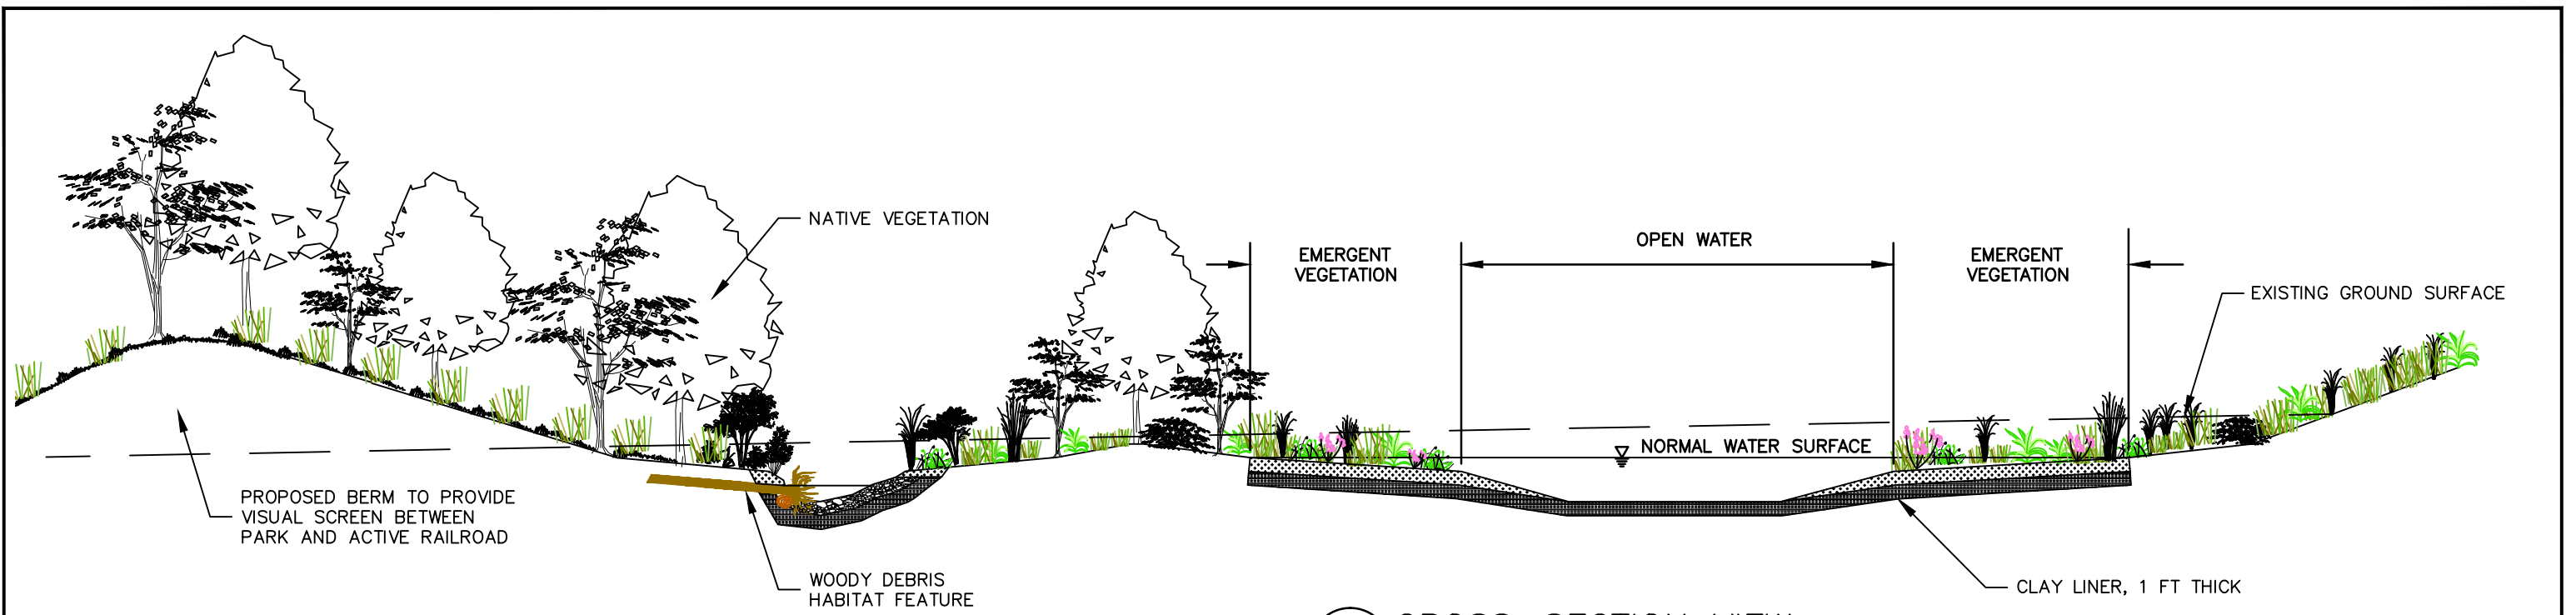 NATIVE VEGETATION
EMERGENT
VEGETATION
OPEN WATER
EMERGENT
VEGETATION
EXISTING GROUND SURFACE
NORMAL WATER SURFACE
PROPOSED BERM TO PROVIDE
VISUAL SCREEN BETWEEN
PARK AND ACTIVE RAILROAD
WOODY DEBRIS
HABITAT FEATURE
CLAY LINER, 1 FT THICK